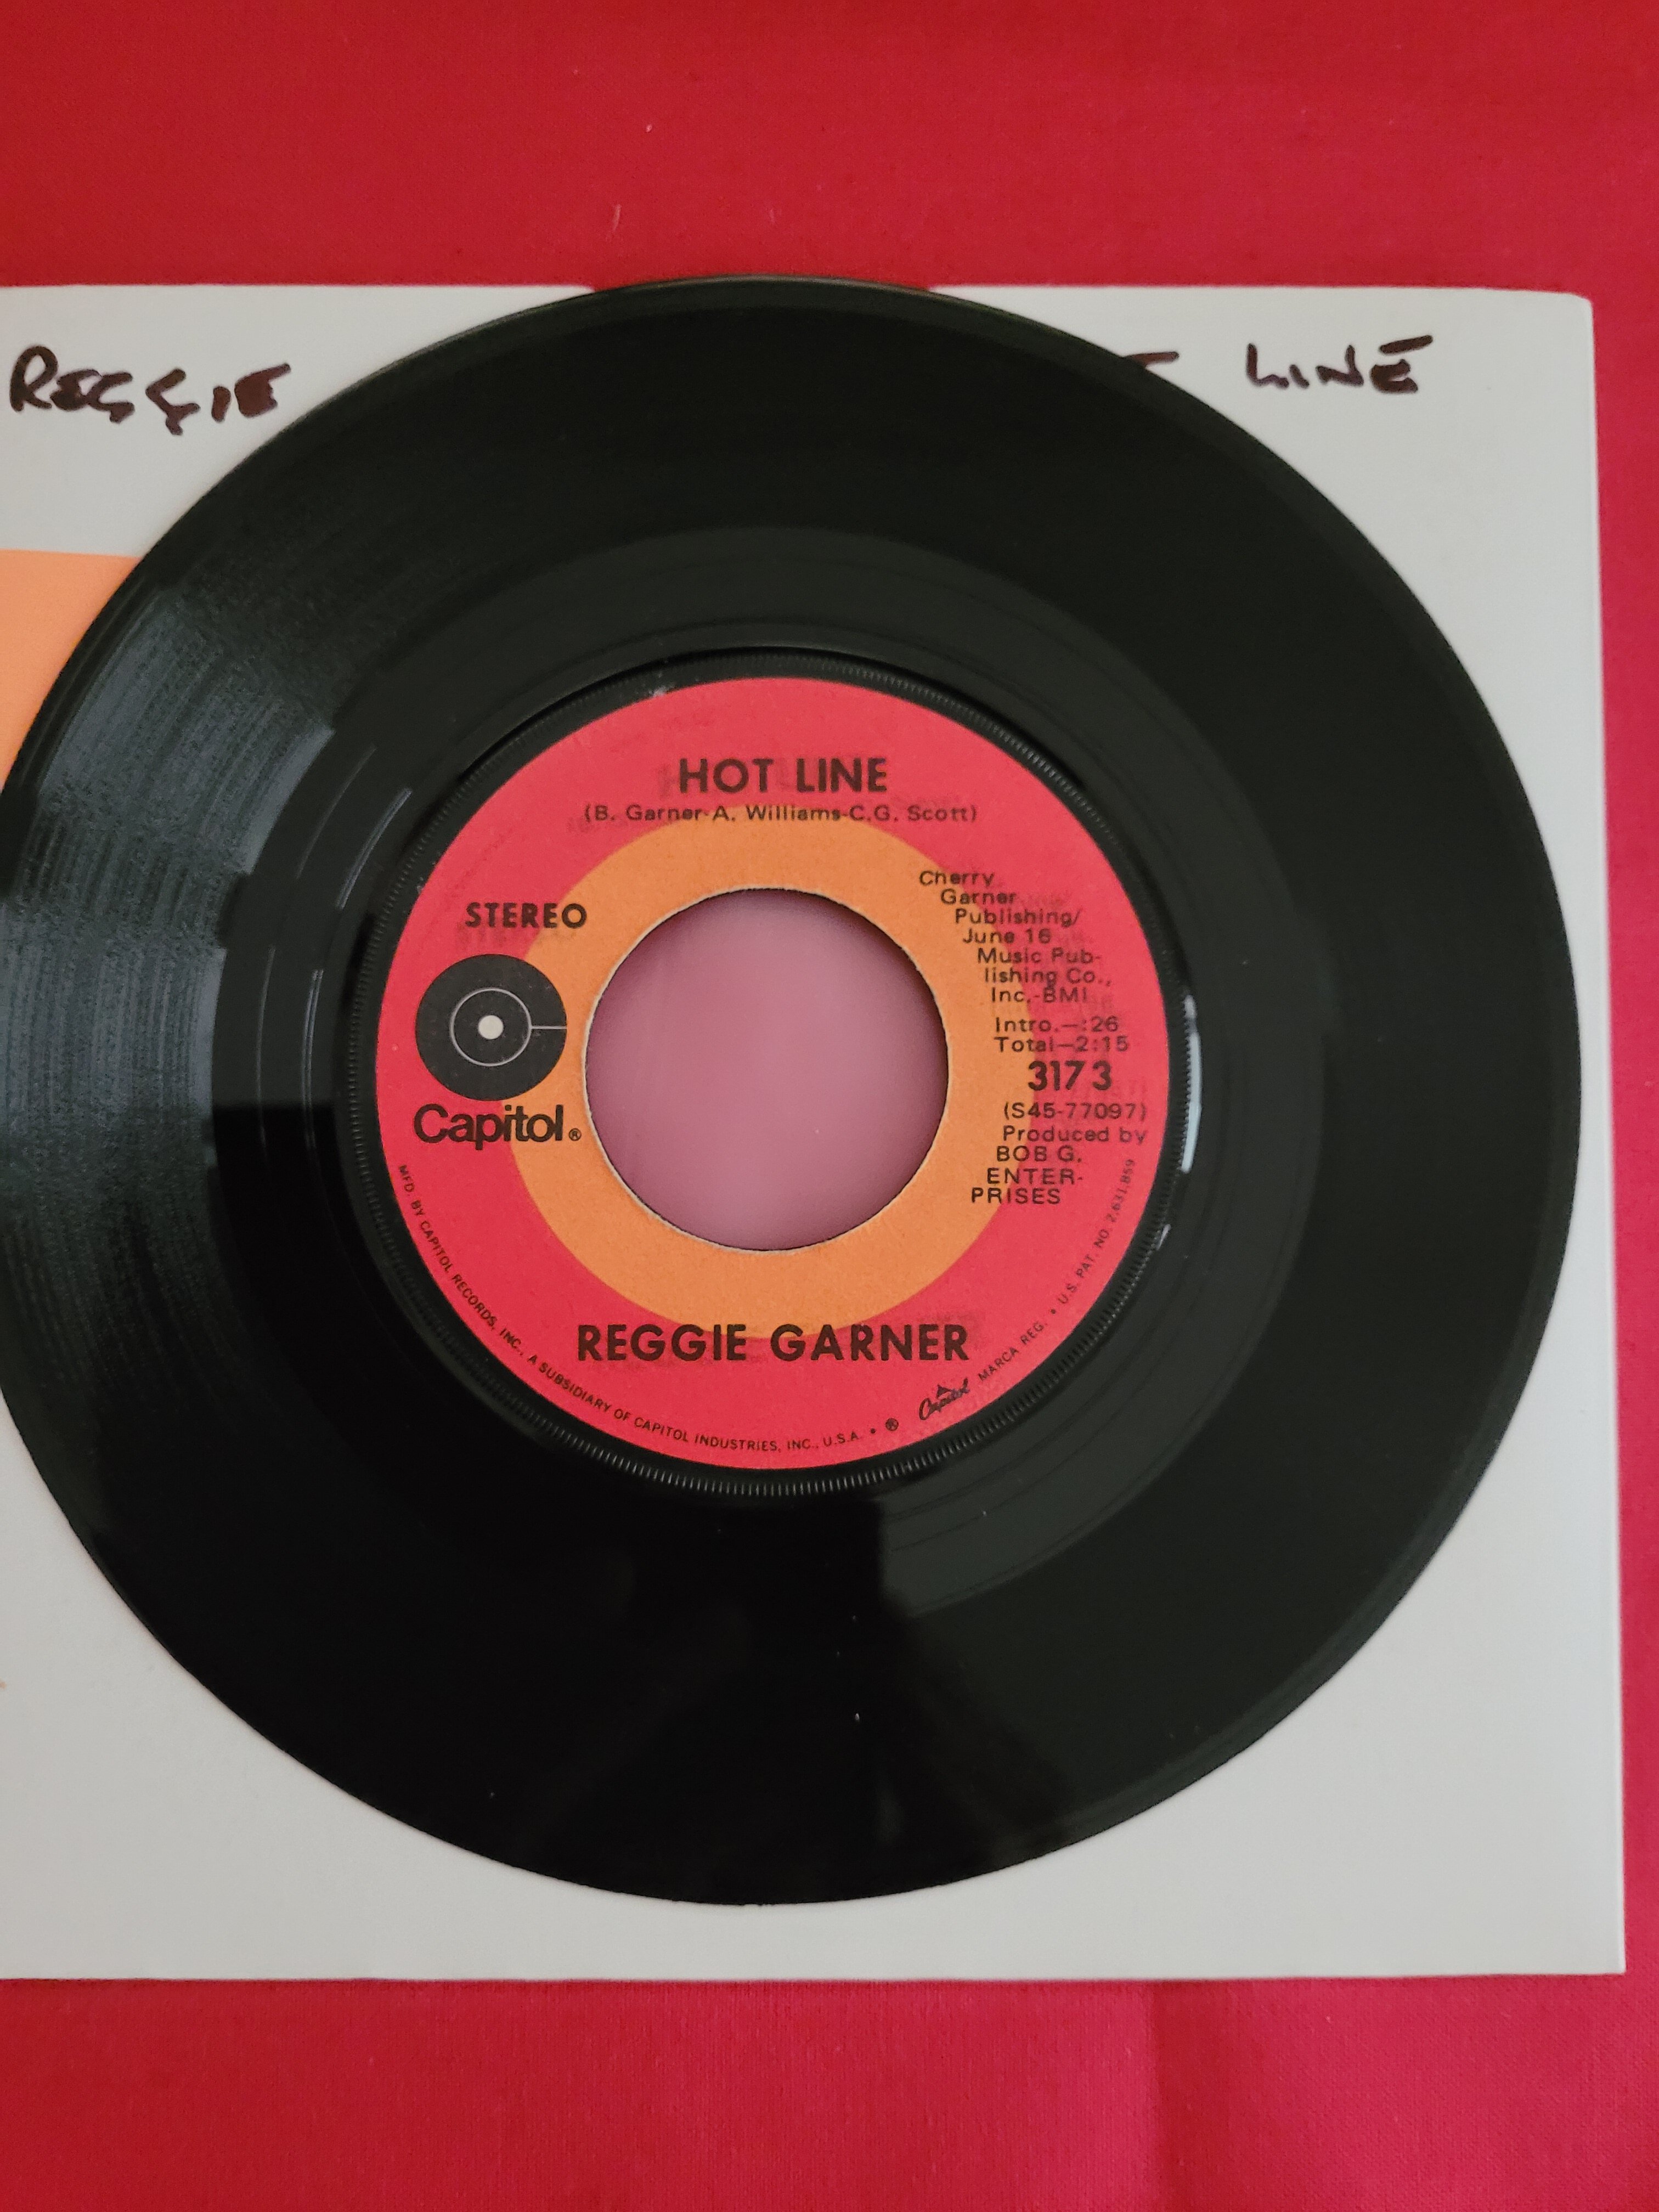 REGGIE LINE
HOT LINE
(B. Garner-A. Williams-C.G. Scott)
STEREO
Capitol®
Cherry
Garner
Publishing/
June 16
Music Pub-
lishing Co.,
Inc.-BMI
Intro.—:26
Total—2:15
3173
(S45-77097)
Produced by
BOB G.
ENTER-
PRISES
REGGIE GARNER
MFD. BY CAPITOL RECORDS, INC., A SUBSIDIARY OF CAPITOL INDUSTRIES, INC., U.S.A. • ® Capitol MARCA REG. • U.S. PAT. NO. 2,631,859